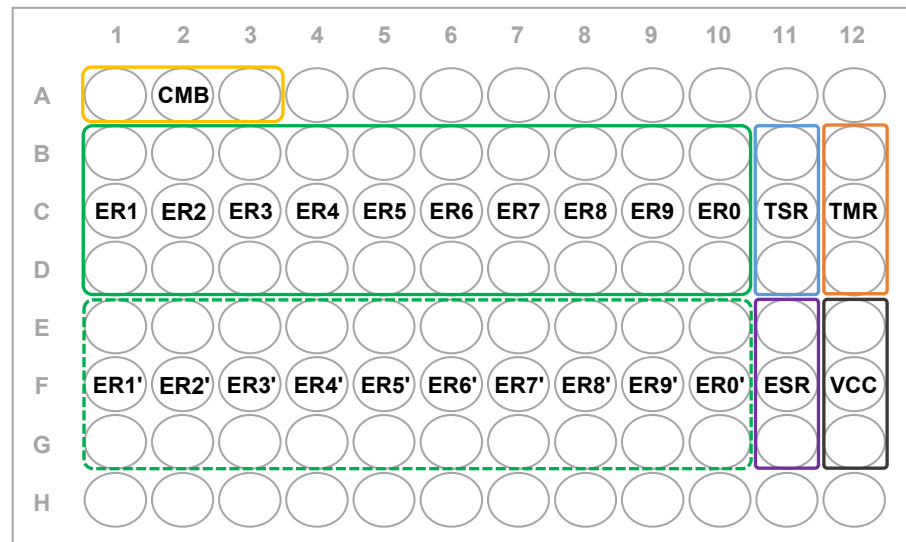 1 2 3 4 5 6 7 8 9 10 11 12
A CMB
B
C ER1 ER2 ER3 ER4 ER5 ER6 ER7 ER8 ER9 ER0 TSR TMR
D
E
F ER1' ER2' ER3' ER4' ER5' ER6' ER7' ER8' ER9' ER0' ESR VCC
G
H